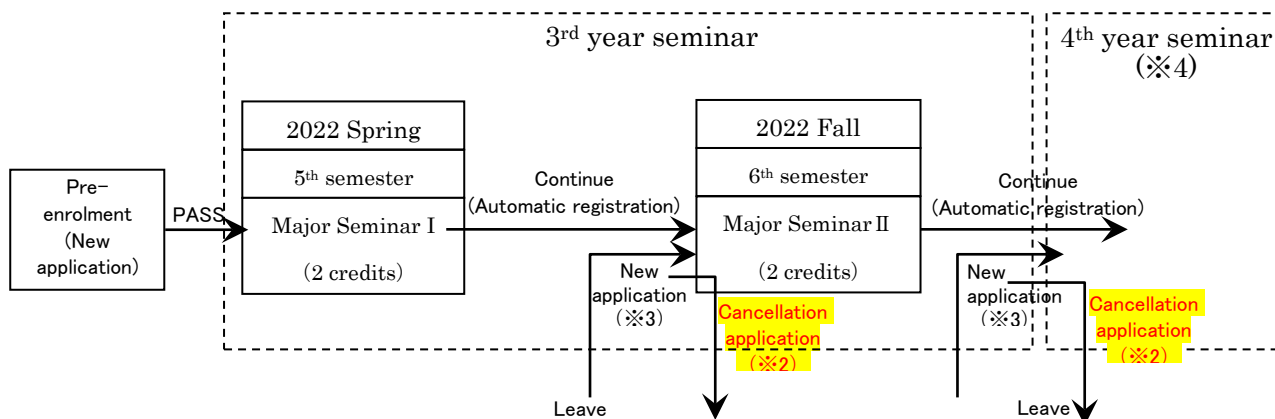 3rd year seminar
4th year seminar
(※4)
2022 Spring
5th semester
Major Seminar Ⅰ
(2 credits)
2022 Fall
6th semester
Major Seminar Ⅱ
(2 credits)
Pre-
enrolment
(New
application)
PASS
Continue
(Automatic registration)
Continue
(Automatic registration)
New
application
(※3)
Cancellation
application
(※2)
Leave
New
application
(※3)
Cancellation
application
(※2)
Leave